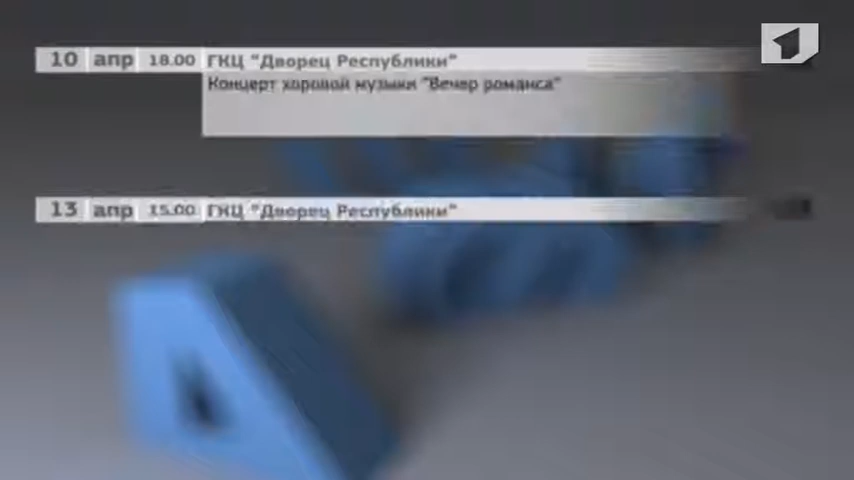 10 апр 18.00 ГКЦ "Дворец Республики"
Концерт хоровой музыки "Вечер романса"
13 апр 15.00 ГКЦ "Дворец Республики"